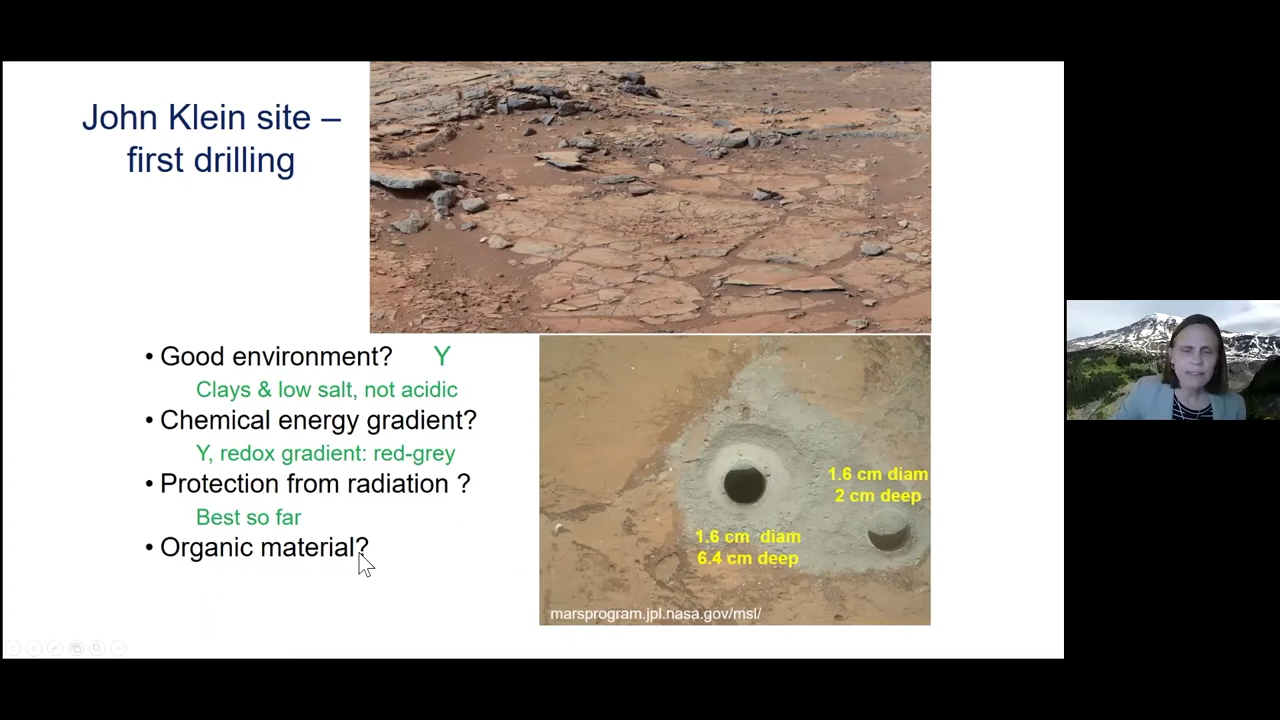 John Klein site –
first drilling
• Good environment? Y
Clays & low salt, not acidic
• Chemical energy gradient?
Y, redox gradient: red-grey
• Protection from radiation ?
Best so far
• Organic material?
1.6 cm diam
2 cm deep
1.6 cm diam
6.4 cm deep
marsprogram.jpl.nasa.gov/msl/